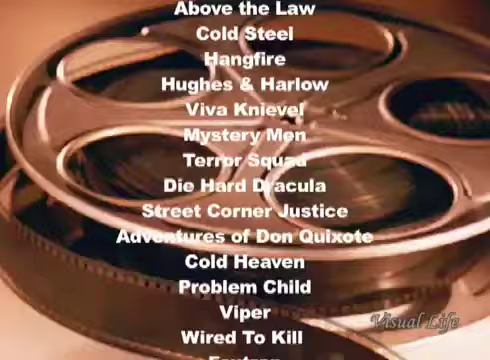 Above the Law
Cold Steel
Hangfire
Hughes & Harlow
Viva Knievel
Mystery Men
Terror Squad
Die Hard Dracula
Street Corner Justice
Adventures of Don Quixote
Cold Heaven
Problem Child
Viper
Wired To Kill
Visual Life